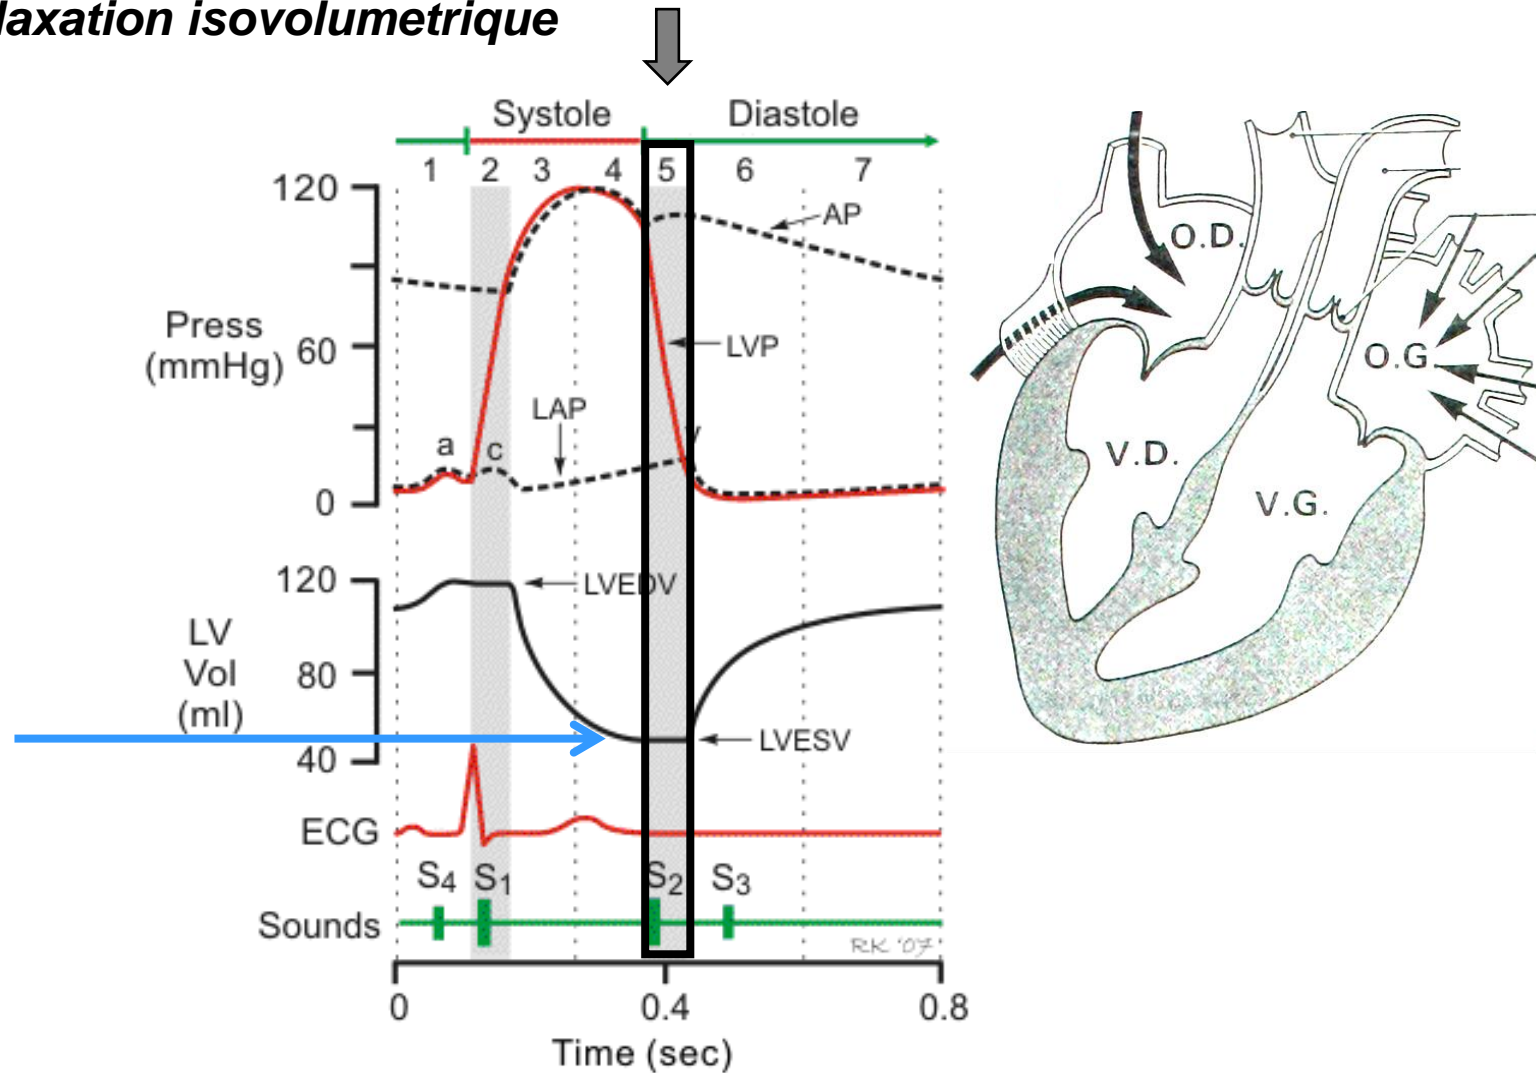 laxation isovolumetrique
Systole
Diastole
1 2 3 4 5 6 7
120
AP
Press
(mmHg)
60
LVP
LAP
a
c
v
0
120
LVEDV
LV
Vol
(ml)
80
LVESV
40
ECG
S4 S1 S2 S3
Sounds
RK '07
0 0.4 0.8
Time (sec)
O.D.
O.G.
V.D.
V.G.